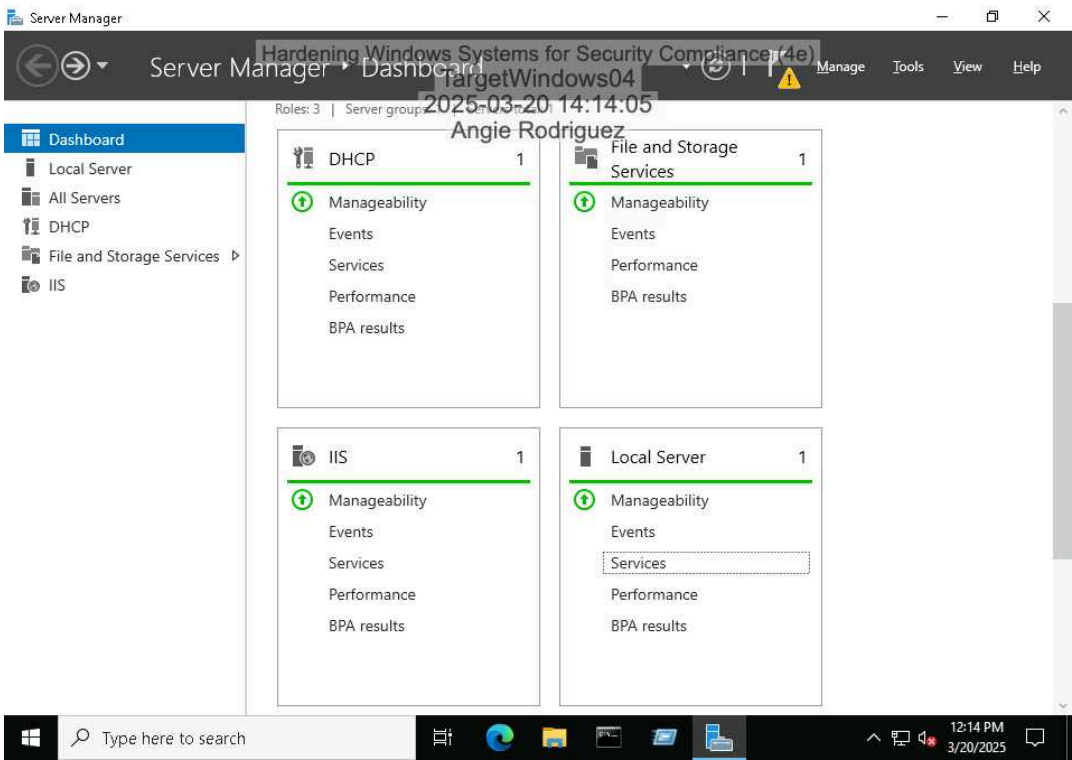 Server Manager
Server Manager • Dashboard
Hardening Windows Systems for Security Compliance (4e)
TargetWindows04
2025-03-20 14:14:05
Angie Rodriguez
Manage Tools View Help
Roles: 3 | Server groups
Dashboard
Local Server
All Servers
DHCP
File and Storage Services
IIS
DHCP 1
Manageability
Events
Services
Performance
BPA results
File and Storage
Services 1
Manageability
Events
Performance
BPA results
IIS 1
Manageability
Events
Services
Performance
BPA results
Local Server 1
Manageability
Events
Services
Performance
BPA results
Type here to search
12:14 PM
3/20/2025